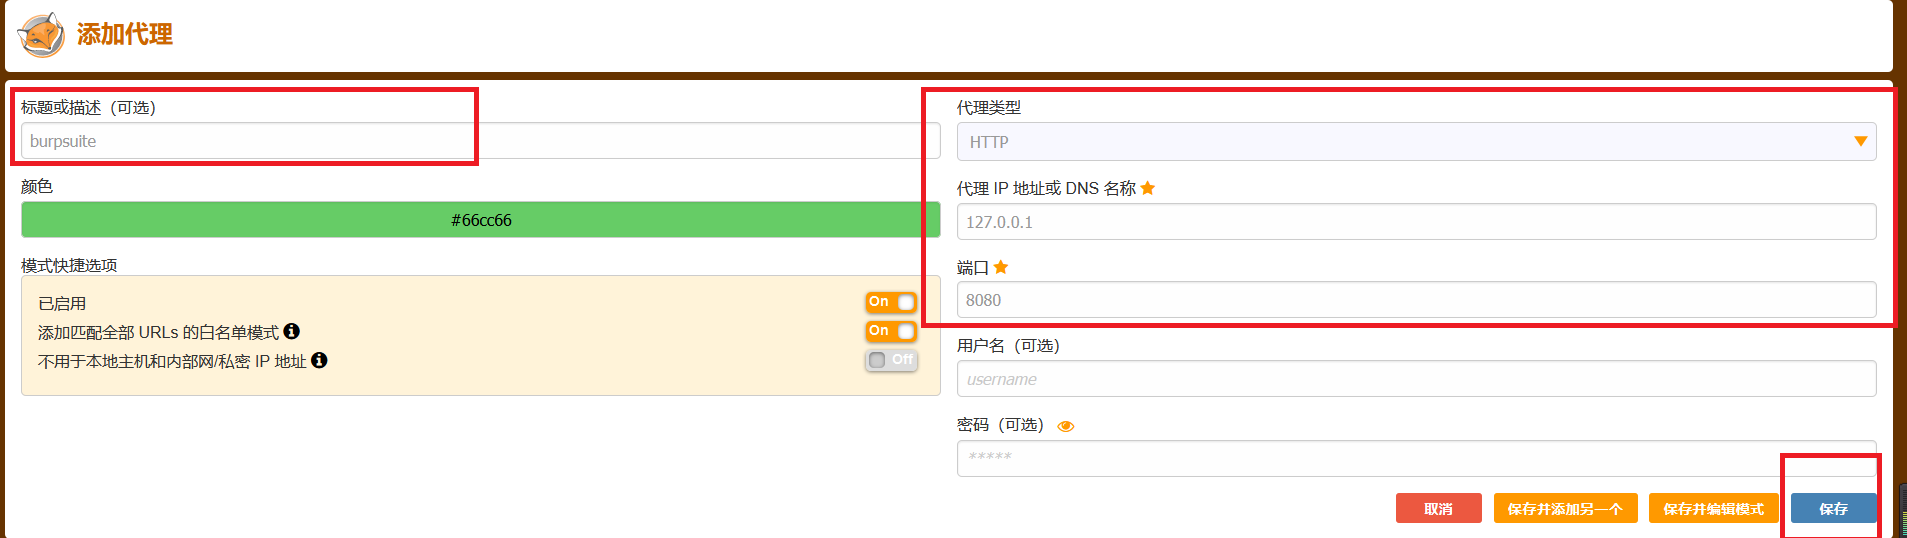 添加代理
标题或描述（可选）
burpsuite
颜色
#66cc66
模式快捷选项
已启用
On
添加匹配全部 URLs 的白名单模式
On
不用于本地主机和内部网/私密 IP 地址
Off
代理类型
HTTP
代理 IP 地址或 DNS 名称
127.0.0.1
端口
8080
用户名（可选）
username
密码（可选）
*****
取消
保存并添加另一个
保存并编辑模式
保存